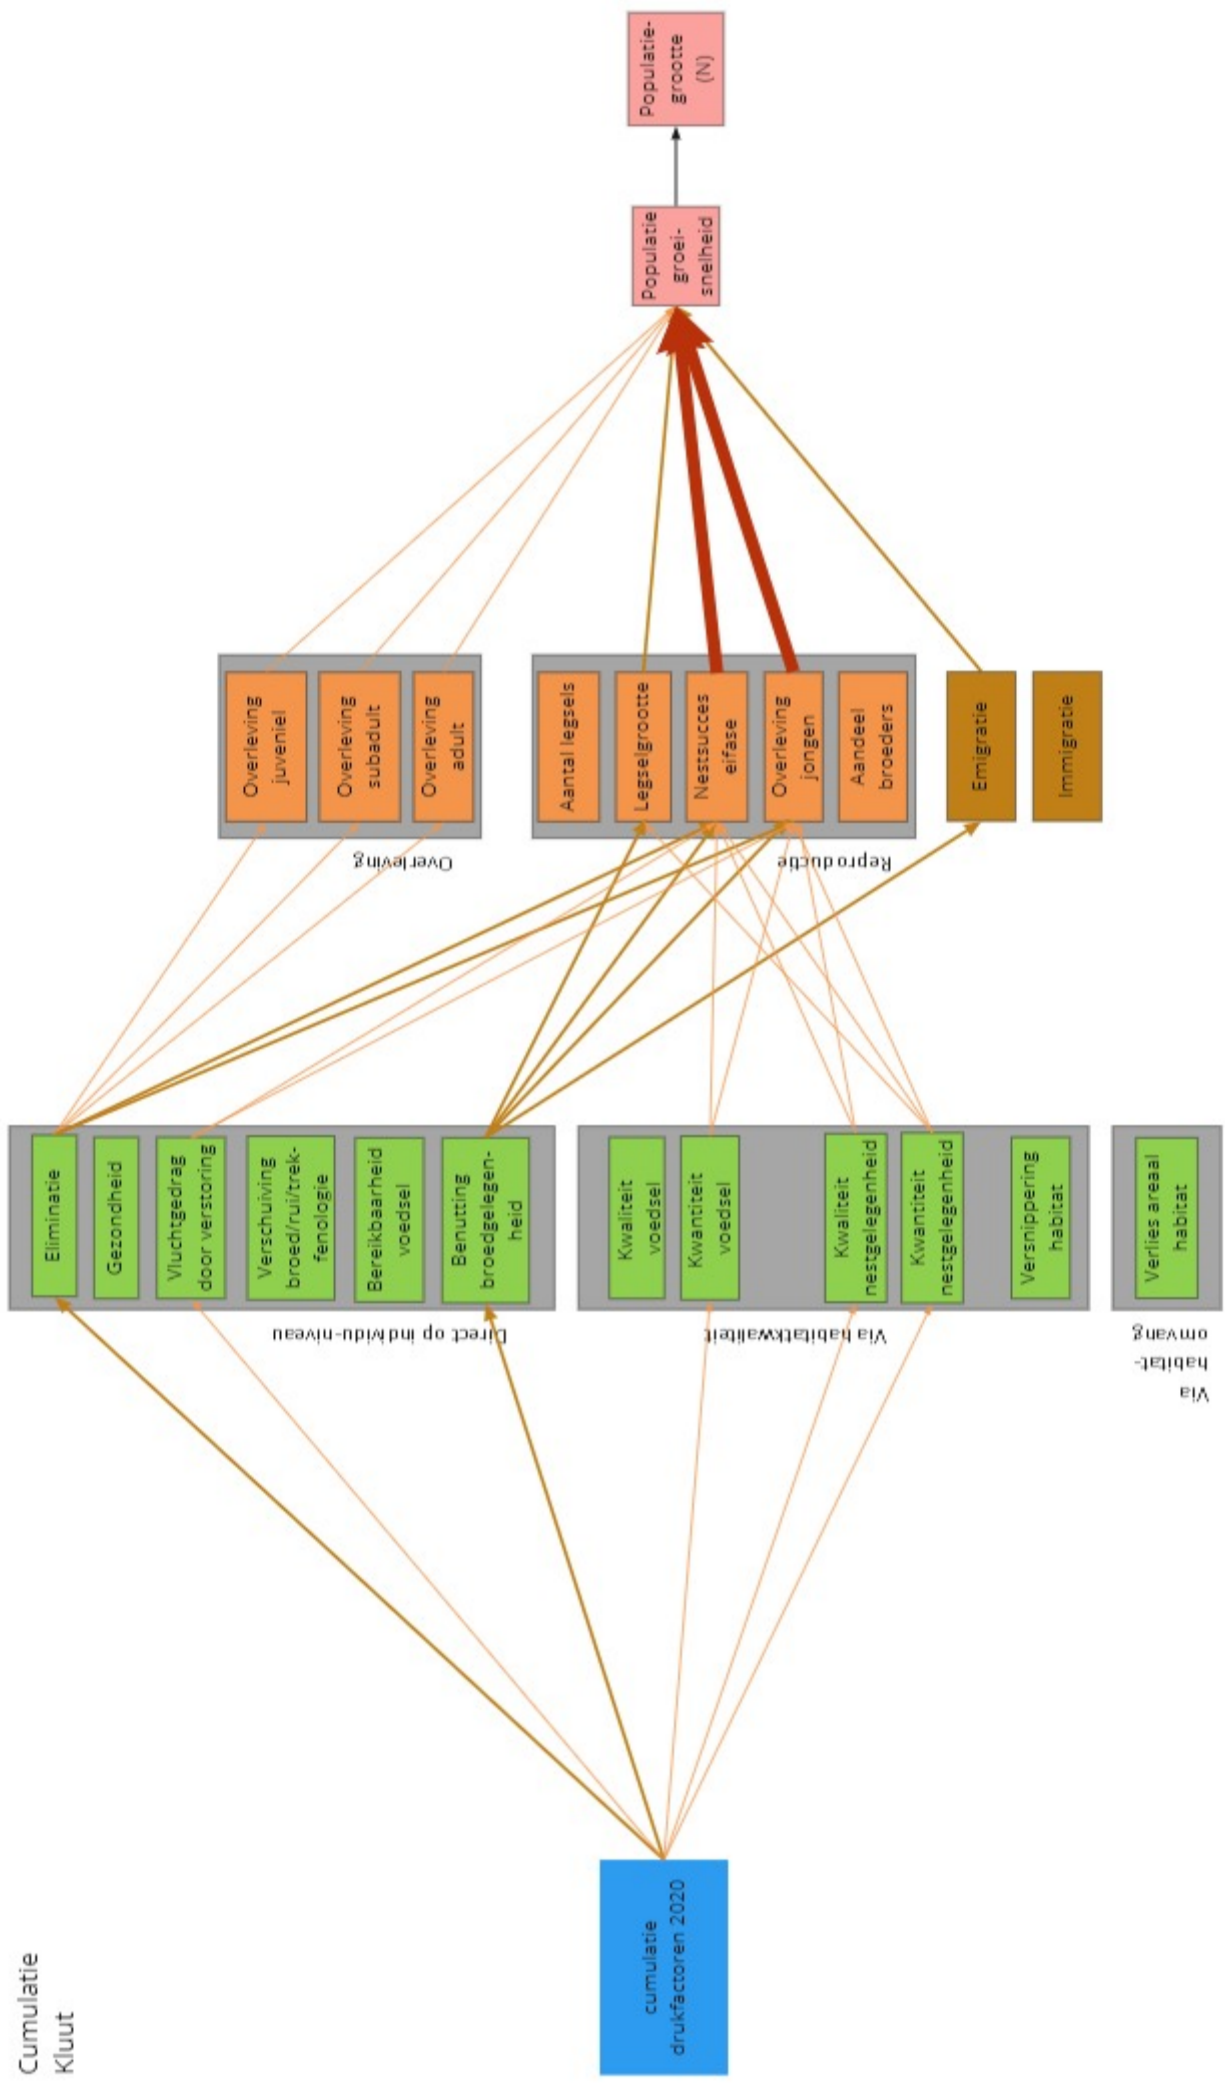 Cumulatie
Kluut
cumulatie
drukfactoren 2020
Direct op individu-niveau
Eliminatie
Gezondheid
Vluchtgedrag
door verstoring
Verschuiving
broed/rui/trek-
fenologie
Bereikbaarheid
voedsel
Benutting
broedgelegen-
heid
Via habitatkwaliteit
Kwaliteit
voedsel
Kwantiteit
voedsel
Kwaliteit
nestgelegenheid
Kwantiteit
nestgelegenheid
Versnippering
habitat
Via
habitat-
omvang
Verlies areaal
habitat
Overleving
Overleving
juveniel
Overleving
subadult
Overleving
adult
Reproductie
Aantal legsels
Legselgrootte
Nestsucces
eifase
Overleving
jongen
Aandeel
broeders
Emigratie
Immigratie
Populatie
groei-
snelheid
Populatie-
grootte
(N)